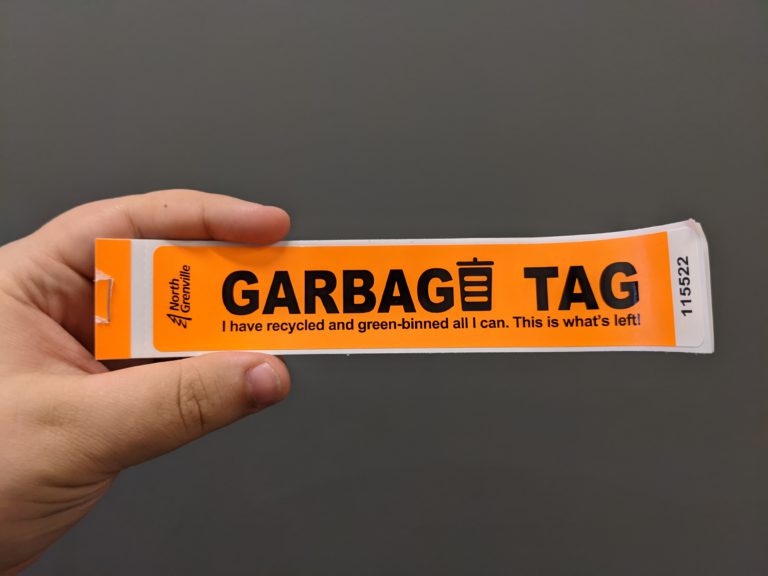 North
Grenville
GARBAGE TAG
I have recycled and green-binned all I can. This is what's left!
115522